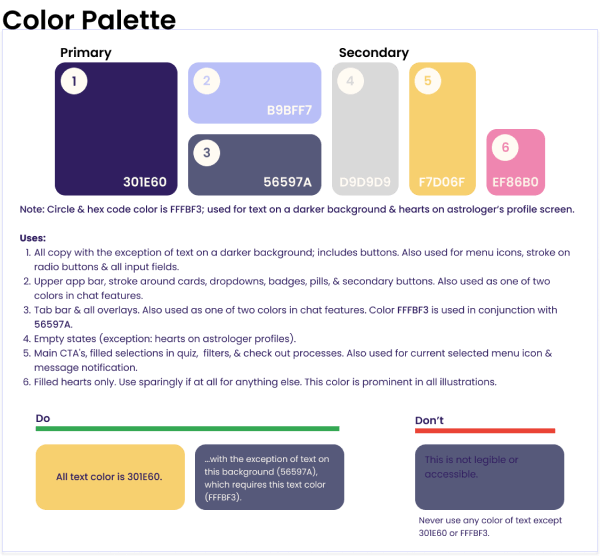 Color Palette
Primary
Secondary
1
2
B9BFF7
3
301E60
56597A
4
D9D9D9
5
F7D06F
6
EF86B0
Note: Circle & hex code color is FFFBF3; used for text on a darker background & hearts on astrologer's profile screen.
Uses:
1. All copy with the exception of text on a darker background; includes buttons. Also used for menu icons, stroke on
radio buttons & all input fields.
2. Upper app bar, stroke around cards, dropdowns, badges, pills, & secondary buttons. Also used as one of two
colors in chat features.
3. Tab bar & all overlays. Also used as one of two colors in chat features. Color FFFBF3 is used in conjunction with
56597A.
4. Empty states (exception: hearts on astrologer profiles).
5. Main CTA's, filled selections in quiz, filters, & check out processes. Also used for current selected menu icon &
message notification.
6. Filled hearts only. Use sparingly if at all for anything else. This color is prominent in all illustrations.
Do
All text color is 301E60.
...with the exception of text on
this background (56597A),
which requires this text color
(FFFBF3).
Don't
This is not legible or
accessible.
Never use any color of text except
301E60 or FFFBF3.